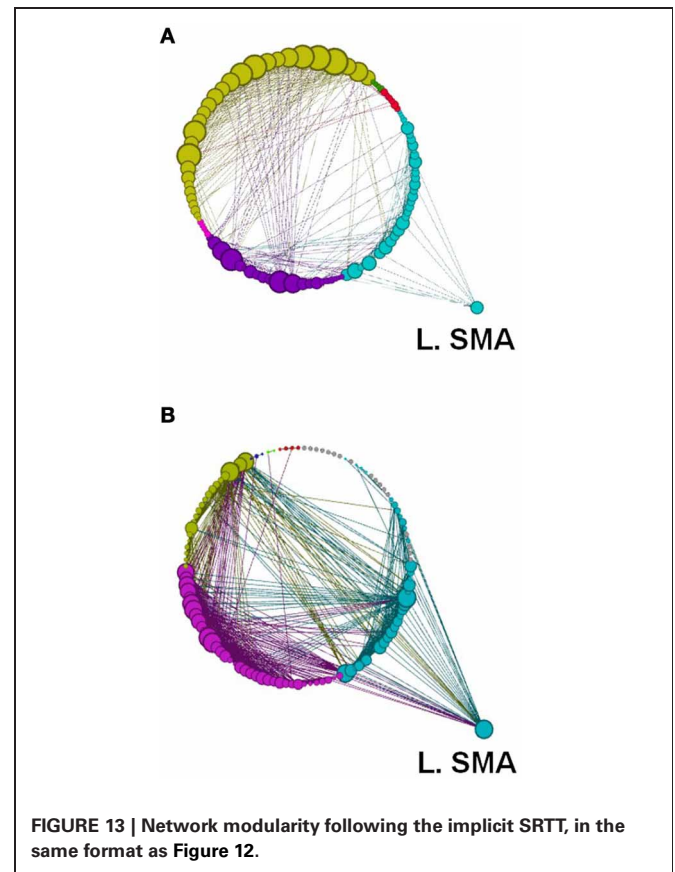 A
L. SMA
B
L. SMA
FIGURE 13 | Network modularity following the implicit SRTT, in the
same format as Figure 12.